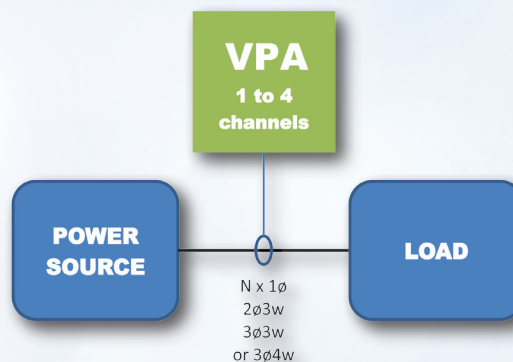 VPA
1 to 4
channels
POWER
SOURCE
LOAD
N x 1ø
2ø3w
3ø3w
or 3ø4w